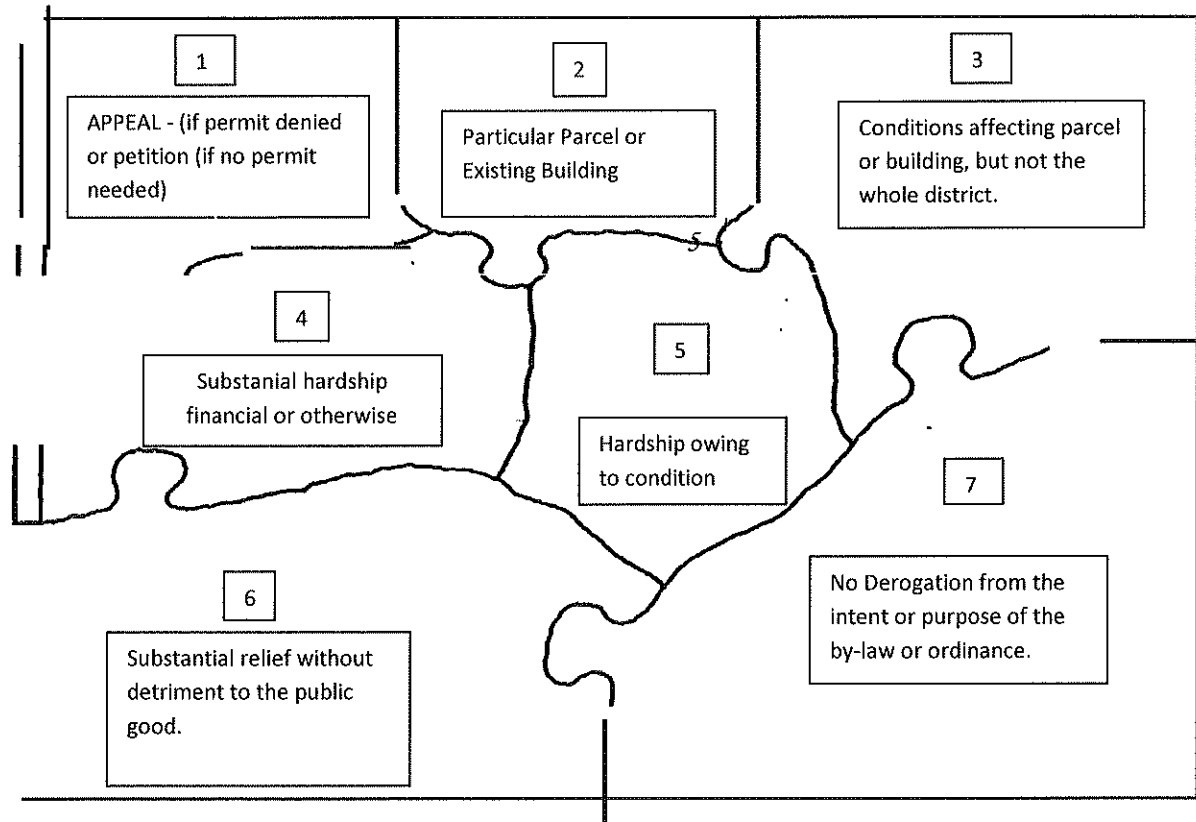 1
APPEAL - (if permit denied
or petition (if no permit
needed)
2
Particular Parcel or
Existing Building
3
Conditions affecting parcel
or building, but not the
whole district.
4
Substanial hardship
financial or otherwise
5
5
Hardship owing
to condition
6
Substantial relief without
detriment to the public
good.
7
No Derogation from the
intent or purpose of the
by-law or ordinance.